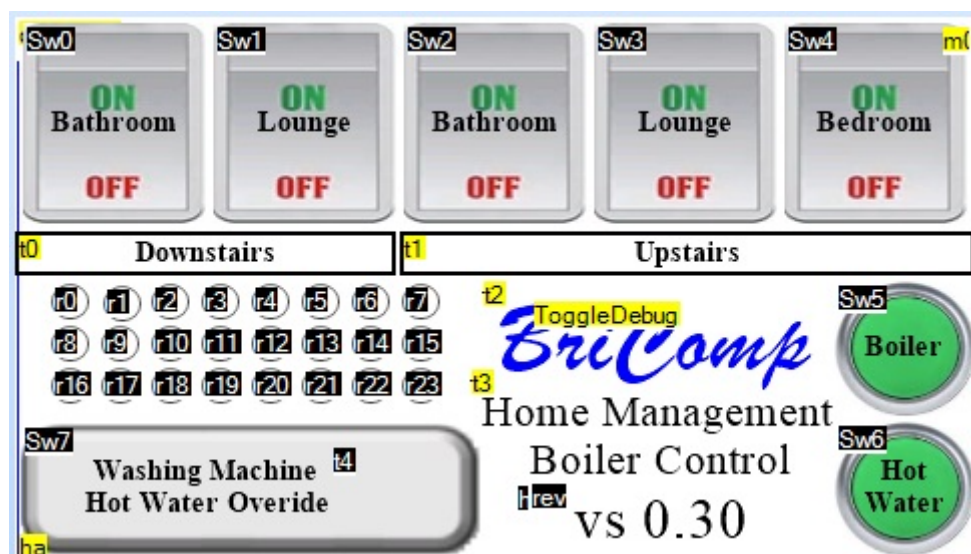 Sw0 Sw1 Sw2 Sw3 Sw4
ON ON ON ON ON
Bathroom Lounge Bathroom Lounge Bedroom
OFF OFF OFF OFF OFF
t0 Downstairs t1 Upstairs
r0 r1 r2 r3 r4 r5 r6 r7
r8 r9 r10 r11 r12 r13 r14 r15
r16 r17 r18 r19 r20 r21 r22 r23
t2
ToggleDebug
BriComp
t3
Home Management
Boiler Control
vs 0.30
Sw5
Boiler
Sw6
Hot
Water
Sw7
Washing Machine t4
Hot Water Overide